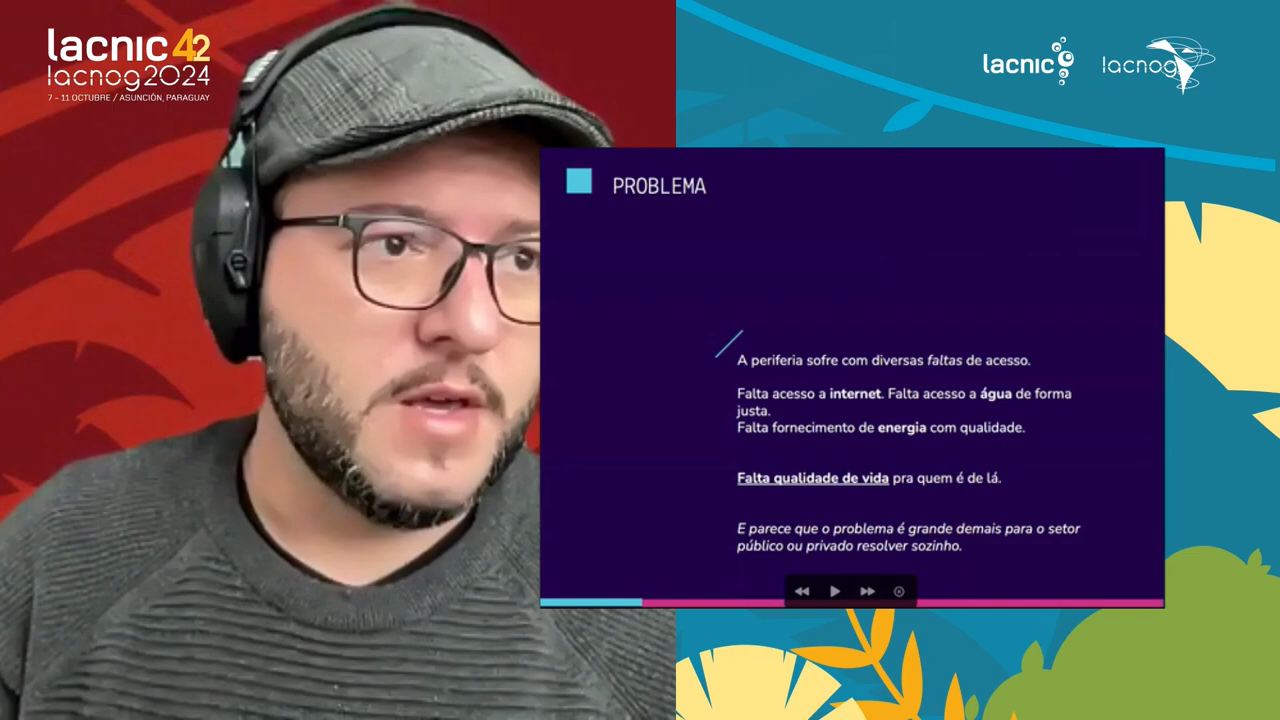 lacnic 42
lacnog2024
7 - 11 OCTUBRE / ASUNCIÓN, PARAGUAY
lacnic
lacnog
PROBLEMA
A periferia sofre com diversas faltas de acesso.
Falta acesso a internet. Falta acesso a água de forma
justa.
Falta fornecimento de energia com qualidade.
Falta qualidade de vida pra quem é de lá.
E parece que o problema é grande demais para o setor
público ou privado resolver sozinho.